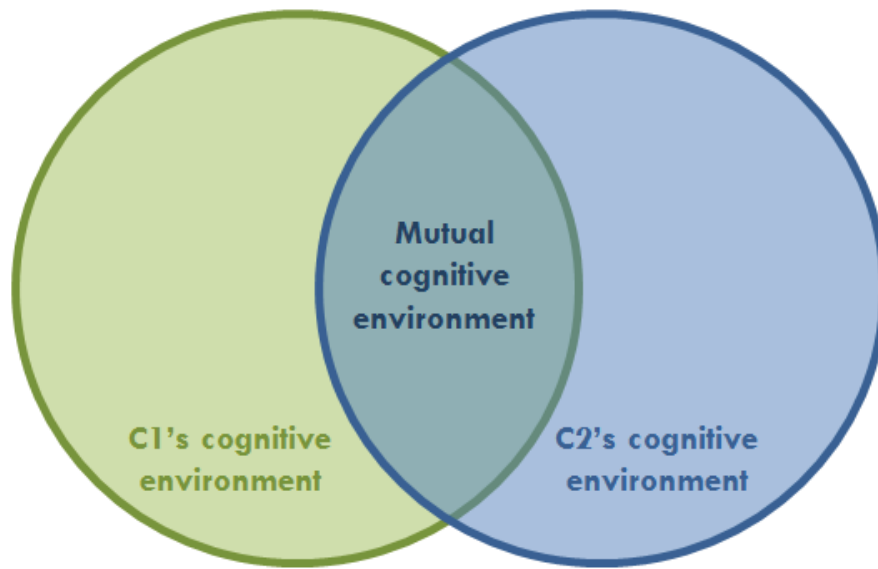 Mutual
cognitive
environment
C1's cognitive
environment
C2's cognitive
environment